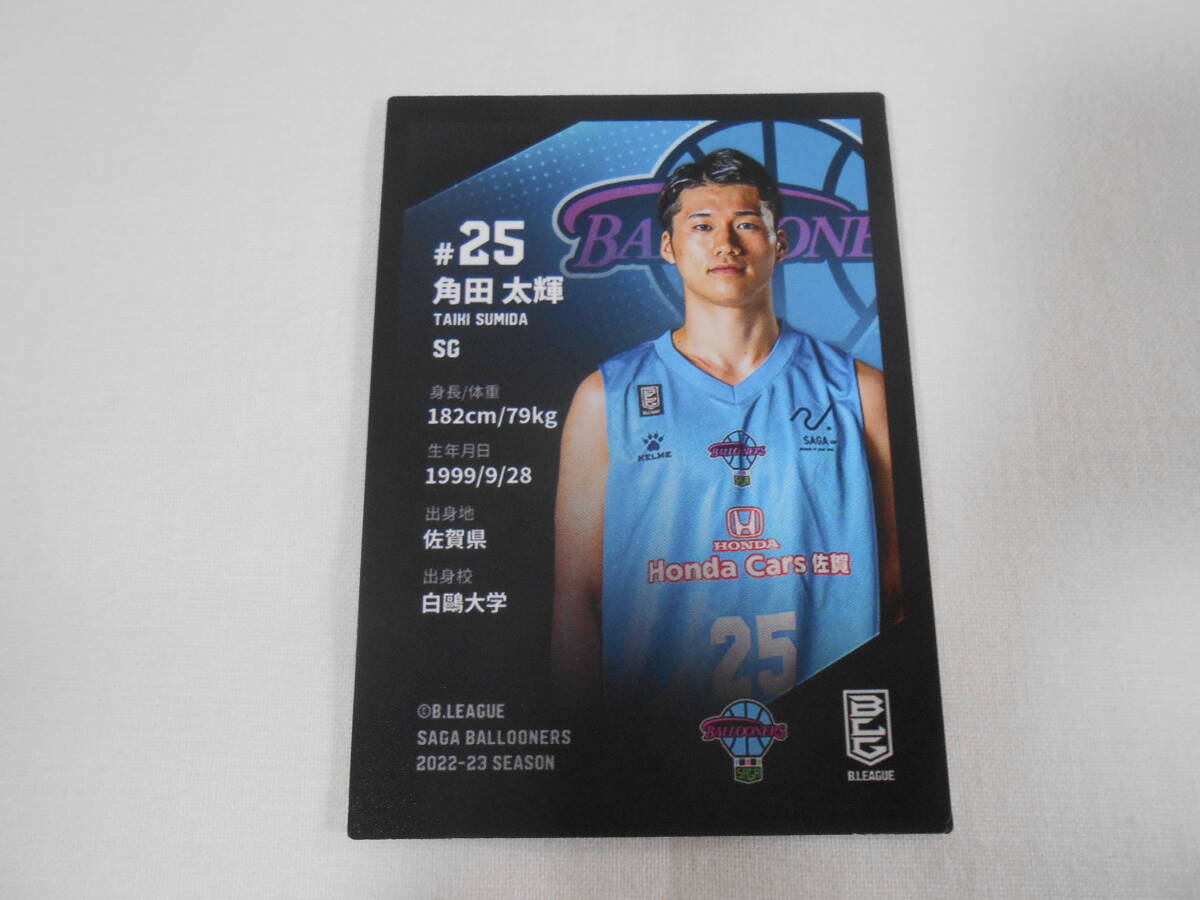 #25
角田 太輝
TAIKI SUMIDA
SG
身長/体重
182cm/79kg
生年月日
1999/9/28
出身地
佐賀県
出身校
白鷗大学
©B.LEAGUE
SAGA BALLOONERS
2022-23 SEASON
BALLOONERS
KELME
BALLOONERS
SAGA
HONDA
Honda Cars 佐賀
25
BALLOONERS
SAGA
B.LEAGUE